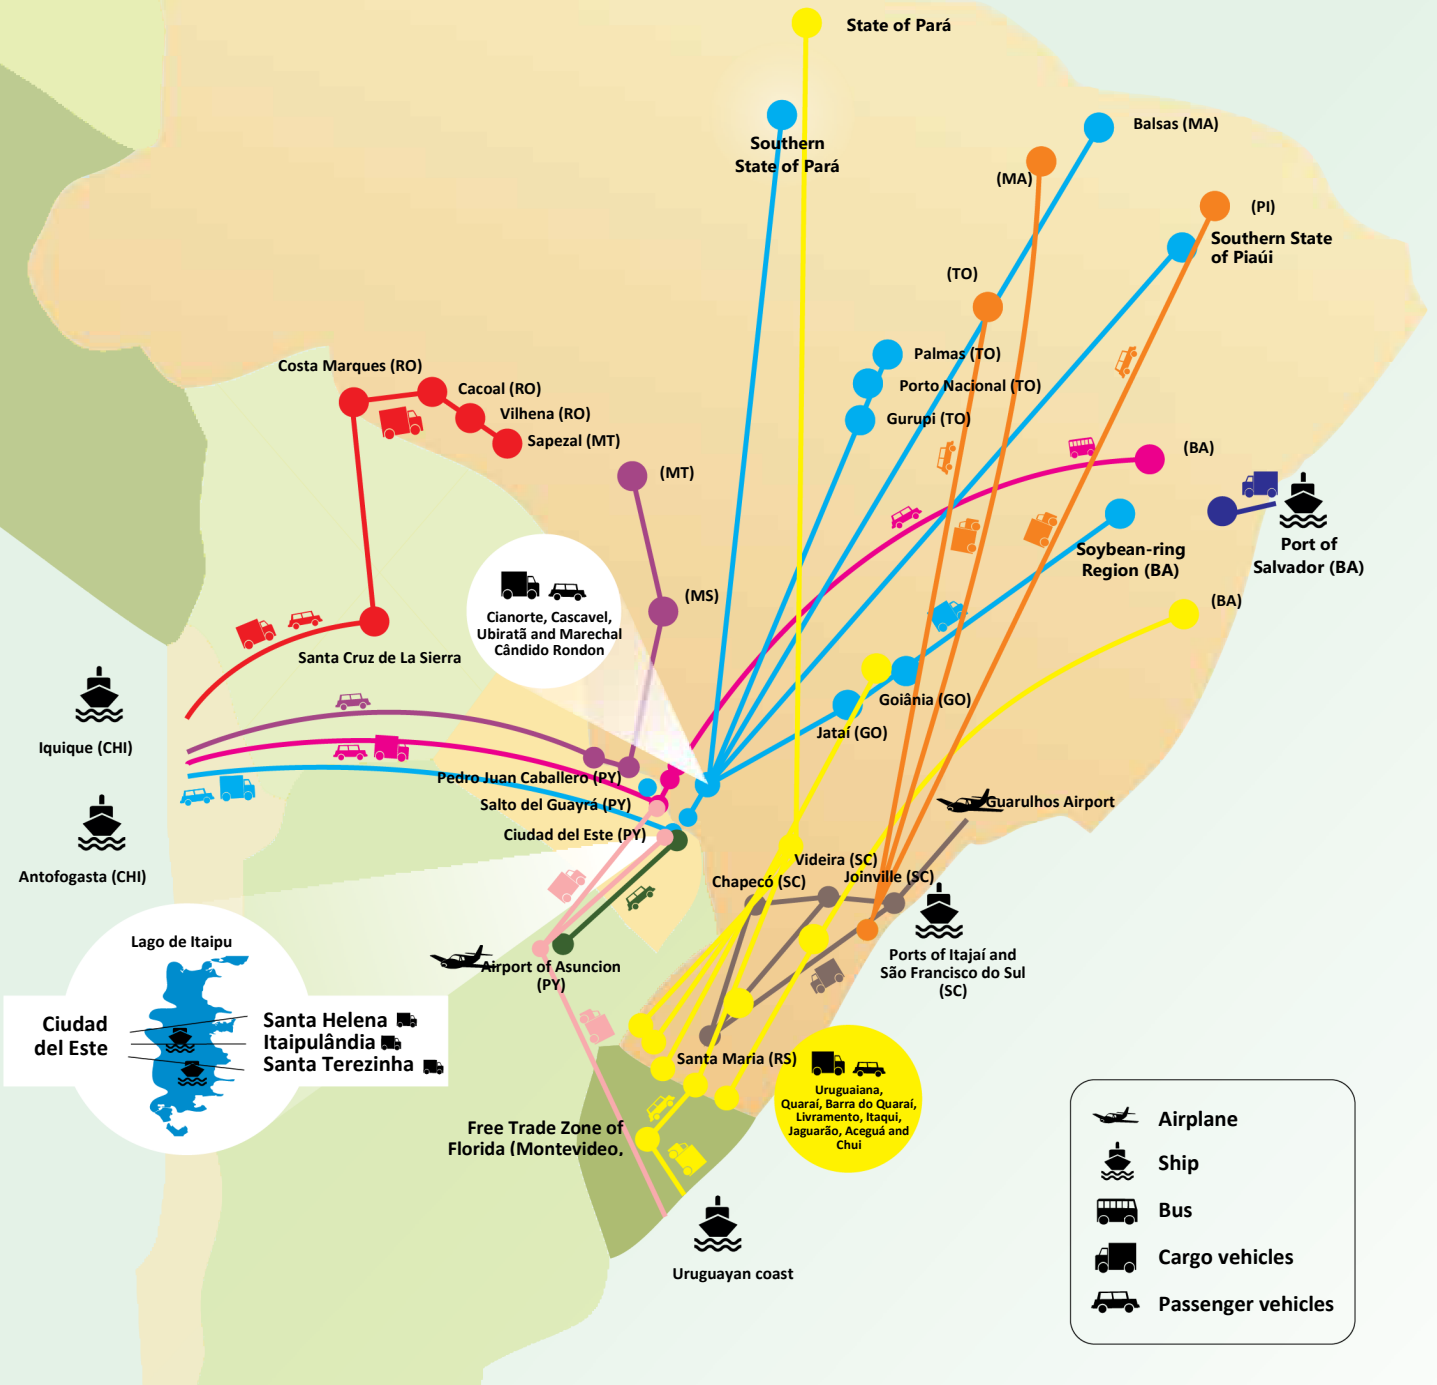 State of Pará
Southern
State of Pará
Balsas (MA)
(MA)
(PI)
Southern State
of Piaúi
(TO)
Palmas (TO)
Porto Nacional (TO)
Gurupi (TO)
Costa Marques (RO)
Cacoal (RO)
Vilhena (RO)
Sapezal (MT)
(MT)
(BA)
Port of
Salvador (BA)
Soybean-ring
Region (BA)
(MS)
(BA)
Cianorte, Cascavel,
Ubiratã and Marechal
Cândido Rondon
Santa Cruz de La Sierra
Iquique (CHI)
Goiânia (GO)
Jataí (GO)
Pedro Juan Caballero (PY)
Salto del Guayrá (PY)
Ciudad del Este (PY)
Guarulhos Airport
Antofogasta (CHI)
Videira (SC)
Chapecó (SC)
Joinville (SC)
Lago de Itaipu
Airport of Asuncion
(PY)
Ports of Itajaí and
São Francisco do Sul
(SC)
Ciudad
del Este
Santa Helena
Itaipulândia
Santa Terezinha
Santa Maria (RS)
Uruguaiana,
Quaraí, Barra do Quaraí,
Livramento, Itaqui,
Jaguarão, Aceguá and
Chui
Free Trade Zone of
Florida (Montevideo,
Uruguayan coast
Airplane
Ship
Bus
Cargo vehicles
Passenger vehicles